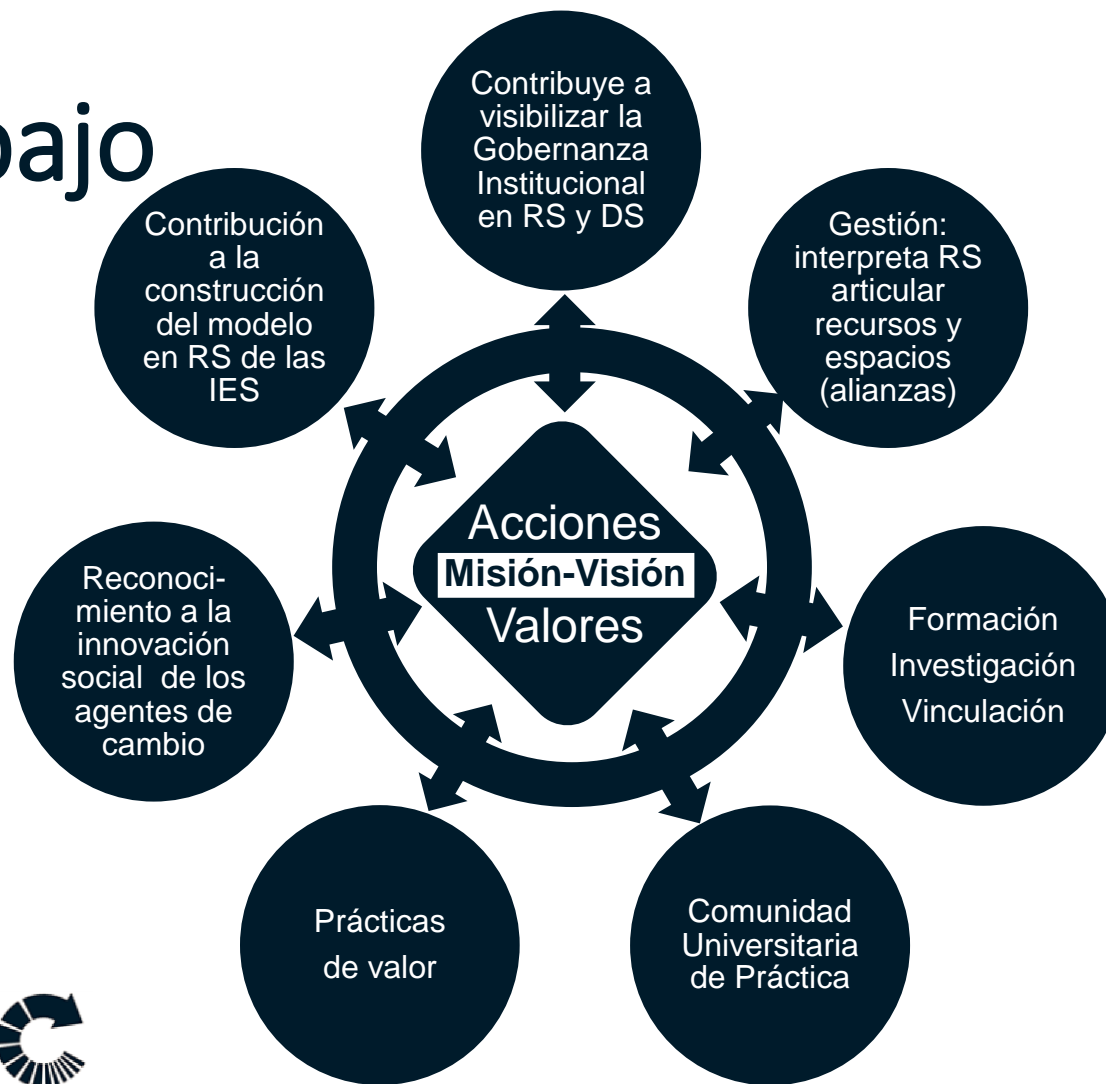 bajo
Contribuye a
visibilizar la
Gobernanza
Institucional
en RS y DS
Gestión:
interpreta RS
articular
recursos y
espacios
(alianzas)
Formación
Investigación
Vinculación
Comunidad
Universitaria
de Práctica
Prácticas
de valor
Reconoci-
miento a la
innovación
social de los
agentes de
cambio
Contribución
a la
construcción
del modelo
en RS de las
IES
Acciones
Misión-Visión
Valores